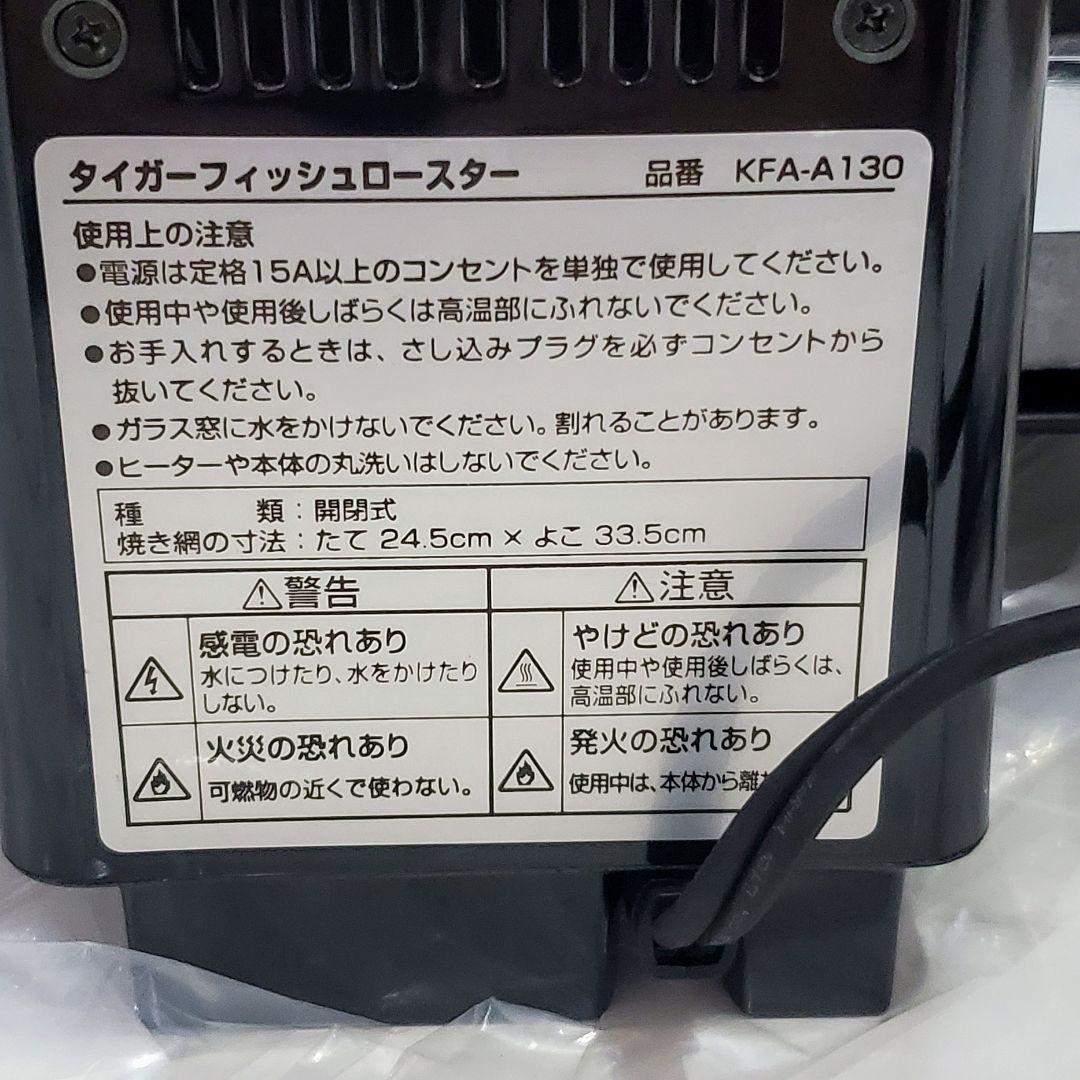 タイガーフィッシュロースター 品番 KFA-A130
使用上の注意
●電源は定格15A以上のコンセントを単独で使用してください。
●使用中や使用後しばらくは高温部にふれないでください。
●お手入れするときは、さし込みプラグを必ずコンセントから
抜いてください。
●ガラス窓に水をかけないでください。割れることがあります。
●ヒーターや本体の丸洗いはしないでください。
種類：開閉式
焼き網の寸法：たて 24.5cm × よこ 33.5cm
⚠警告
感電の恐れあり
水につけたり、水をかけたり
しない。
火災の恐れあり
可燃物の近くで使わない。
⚠注意
やけどの恐れあり
使用中や使用後しばらくは、
高温部にふれない。
発火の恐れあり
使用中は、本体から離